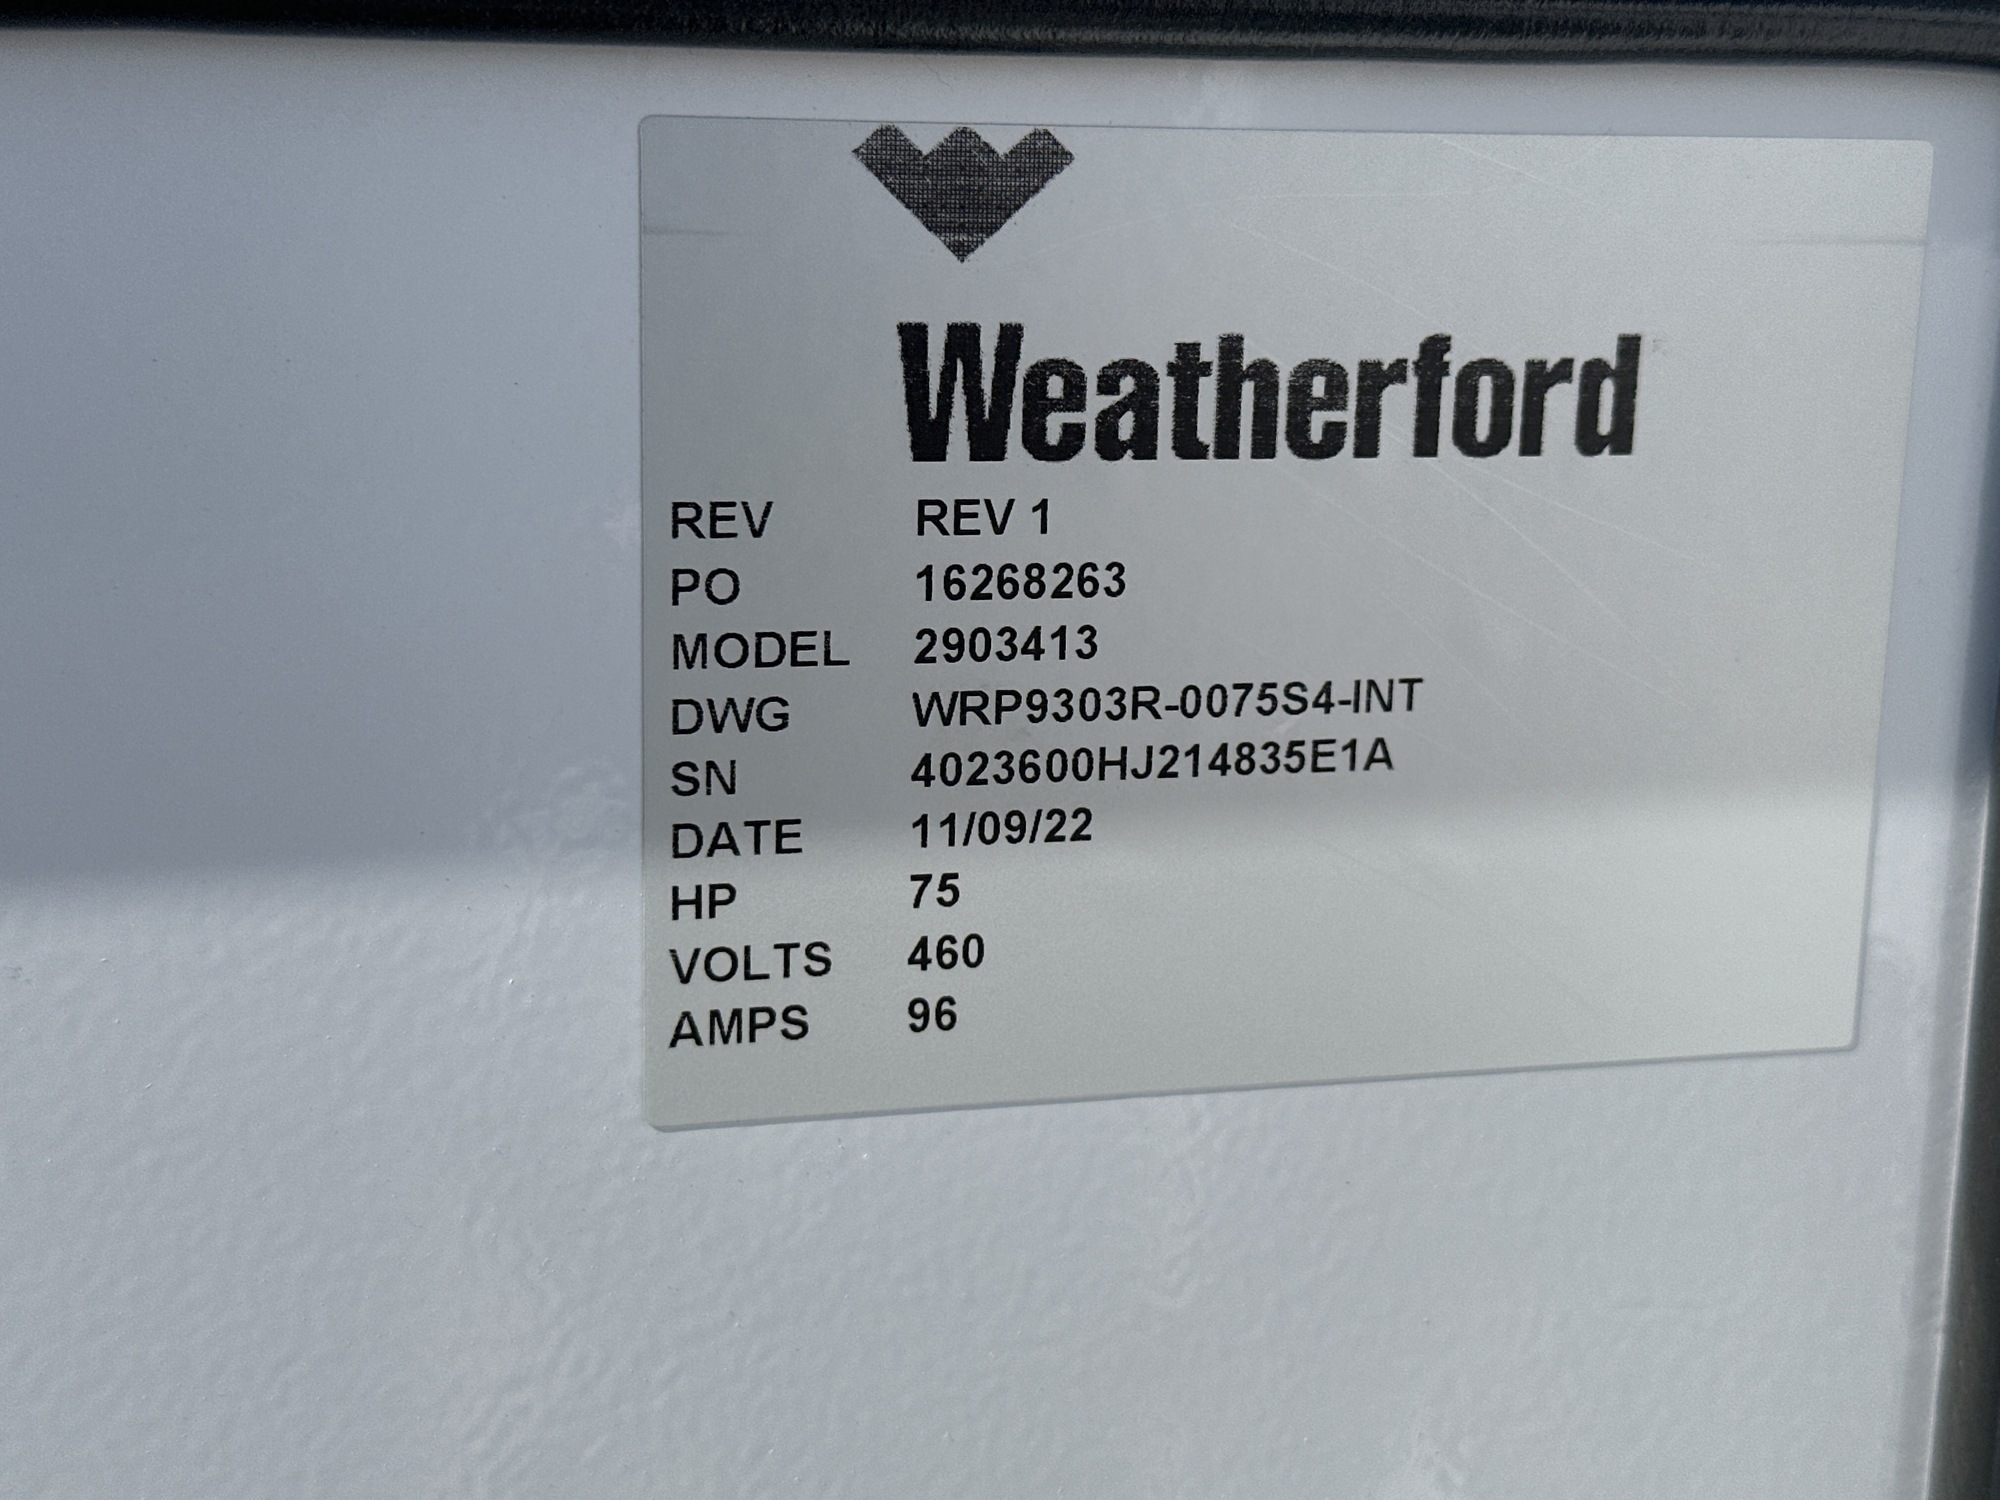 Weatherford
REV REV 1
PO 16268263
MODEL 2903413
DWG WRP9303R-0075S4-INT
SN 4023600HJ214835E1A
DATE 11/09/22
HP 75
VOLTS 460
AMPS 96